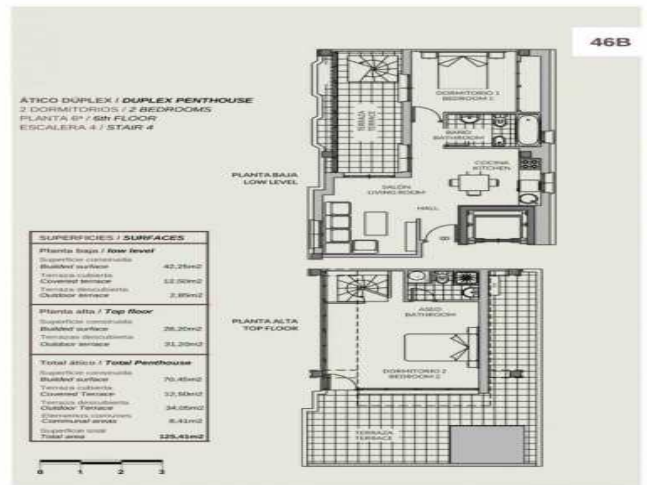 46B
ÁTICO DÚPLEX / DUPLEX PENTHOUSE
2 DORMITORIOS / 2 BEDROOMS
PLANTA 6ª / 6th FLOOR
ESCALERA 4 / STAIR 4
PLANTA BAJA
LOW LEVEL
TERRAZA
TERRACE
DORMITORIO 1
BEDROOM 1
BAÑO
BATHROOM
COCINA
KITCHEN
SALÓN
LIVING ROOM
HALL
SUPERFICIES / SURFACES
Planta baja / low level
Superficie construida
Builded surface 42,25m2
Terraza cubierta
Covered terrace 12,50m2
Terraza descubierta
Outdoor terrace 2,85m2
Planta alta / Top floor
Superficie construida
Builded surface 28,20m2
Terrazas descubierta
Outdoor terrace 31,20m2
Total ático / Total Penthouse
Superficie construida
Builded surface 70,45m2
Terraza cubierta
Covered Terrace 12,50m2
Terraza descubierta
Outdoor Terrace 34,05m2
Elementos comunes
Communal areas 8,41m2
Superficie total
Total area 125,41m2
PLANTA ALTA
TOP FLOOR
ASEO
BATHROOM
DORMITORIO 2
BEDROOM 2
TERRAZA
TERRACE
0 1 2 3